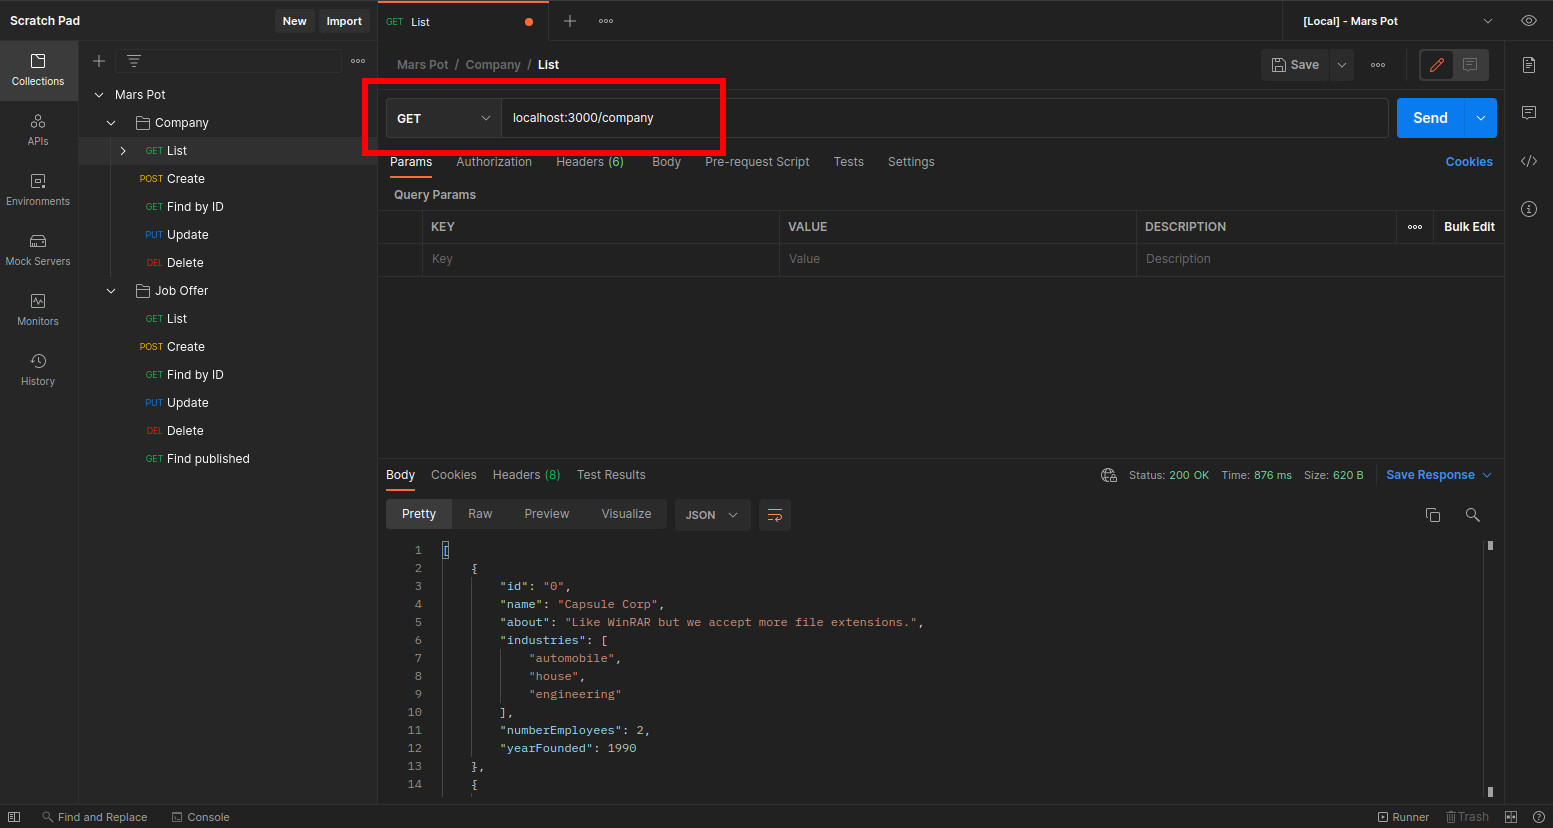 Scratch Pad
New
Import
GET List
[Local] - Mars Pot
Collections
APIs
Environments
Mock Servers
Monitors
History
Mars Pot
Company
GET List
POST Create
GET Find by ID
PUT Update
DEL Delete
Job Offer
GET List
POST Create
GET Find by ID
PUT Update
DEL Delete
GET Find published
Mars Pot / Company / List
Save
GET
localhost:3000/company
Send
Params Authorization Headers (6) Body Pre-request Script Tests Settings Cookies
Query Params
KEY VALUE DESCRIPTION Bulk Edit
Key Value Description
Body Cookies Headers (8) Test Results Status: 200 OK Time: 876 ms Size: 620 B Save Response
Pretty Raw Preview Visualize JSON
1 [
2 {
3 "id": "0",
4 "name": "Capsule Corp",
5 "about": "Like WinRAR but we accept more file extensions.",
6 "industries": [
7 "automobile",
8 "house",
9 "engineering"
10 ],
11 "numberEmployees": 2,
12 "yearFounded": 1990
13 },
14 {
Find and Replace Console Runner Trash